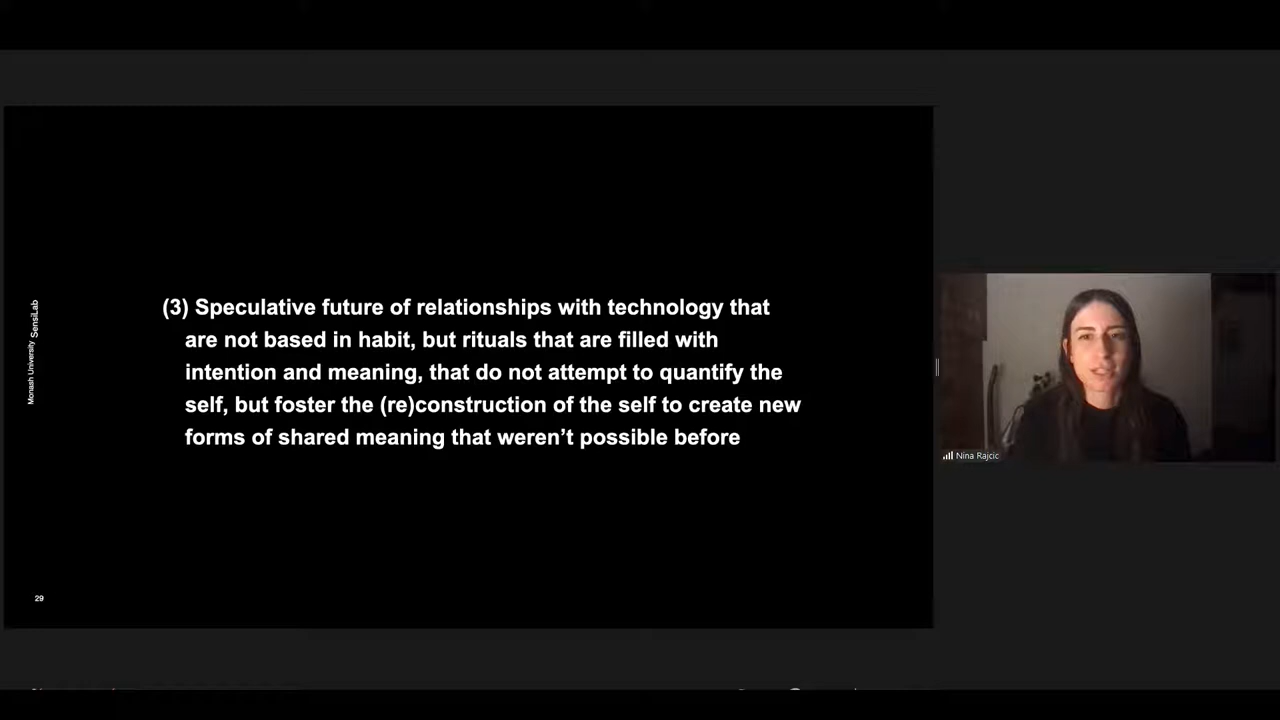 (3) Speculative future of relationships with technology that
are not based in habit, but rituals that are filled with
intention and meaning, that do not attempt to quantify the
self, but foster the (re)construction of the self to create new
forms of shared meaning that weren’t possible before
Monash University SensiLab
29
Nina Rajcic